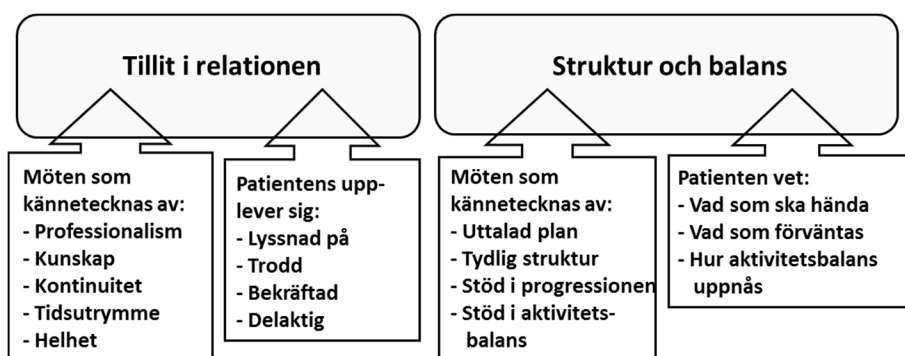 Tillit i relationen
Struktur och balans
Möten som
kännetecknas av:
- Professionalism
- Kunskap
- Kontinuitet
- Tidsutrymme
- Helhet
Patientens upp-
lever sig:
- Lyssnad på
- Trodd
- Bekräftad
- Delaktig
Möten som
kännetecknas av:
- Uttalad plan
- Tydlig struktur
- Stöd i progressionen
- Stöd i aktivitets-
balans
Patienten vet:
- Vad som ska hända
- Vad som förväntas
- Hur aktivitetsbalans
uppnås